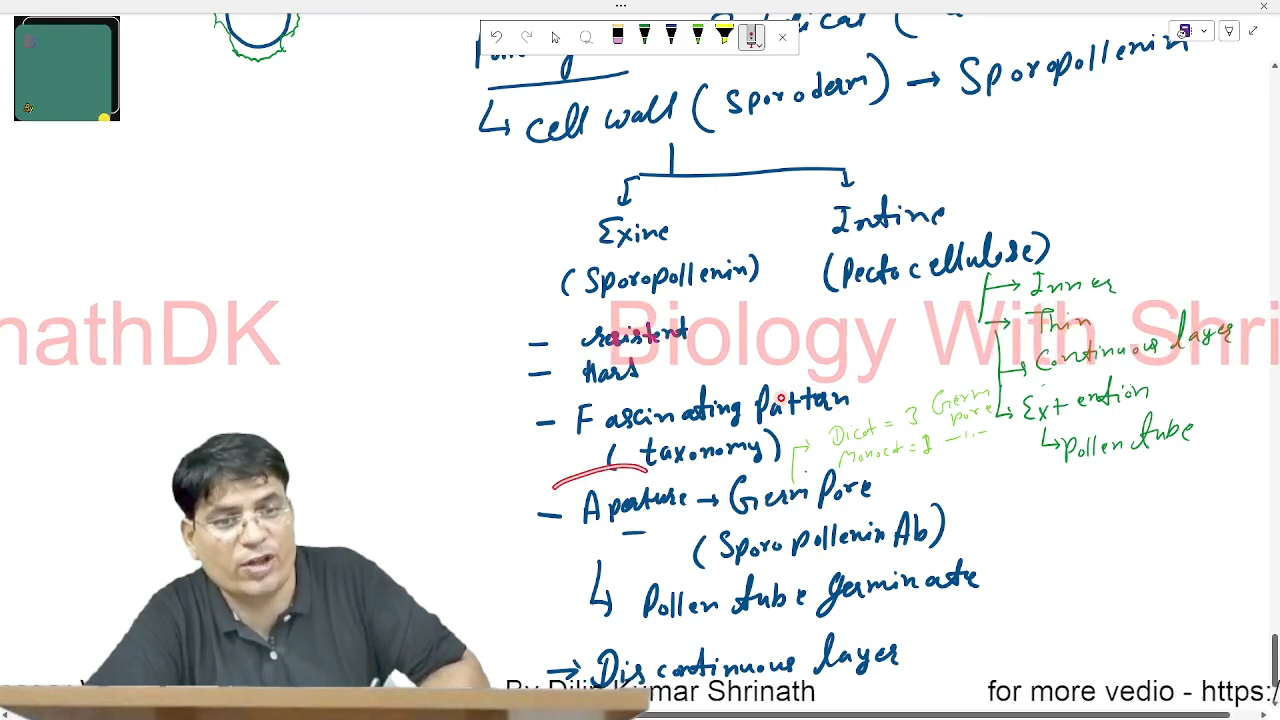 ↳ cell wall (sporoderm) → Sporopollenin
Exine
Intine
(Sporopollenin)
(Pectocellulose)
→ Inner
→ Thin
→ Continuous layer
↳ Extention
↳ Pollen tube
- resistent
- Hard
- Fascinating Pattern
(taxonomy)
→ Dicot = 3 Germ pore
Monocot = 1 -"-
- Aperture → Germ Pore
(Sporopollenin Ab)
↳ Pollen tube germinate
→ Discontinuous layer
nathDK
Biology With Shri
By Dilip Kumar Shrinath
for more vedio - https:/